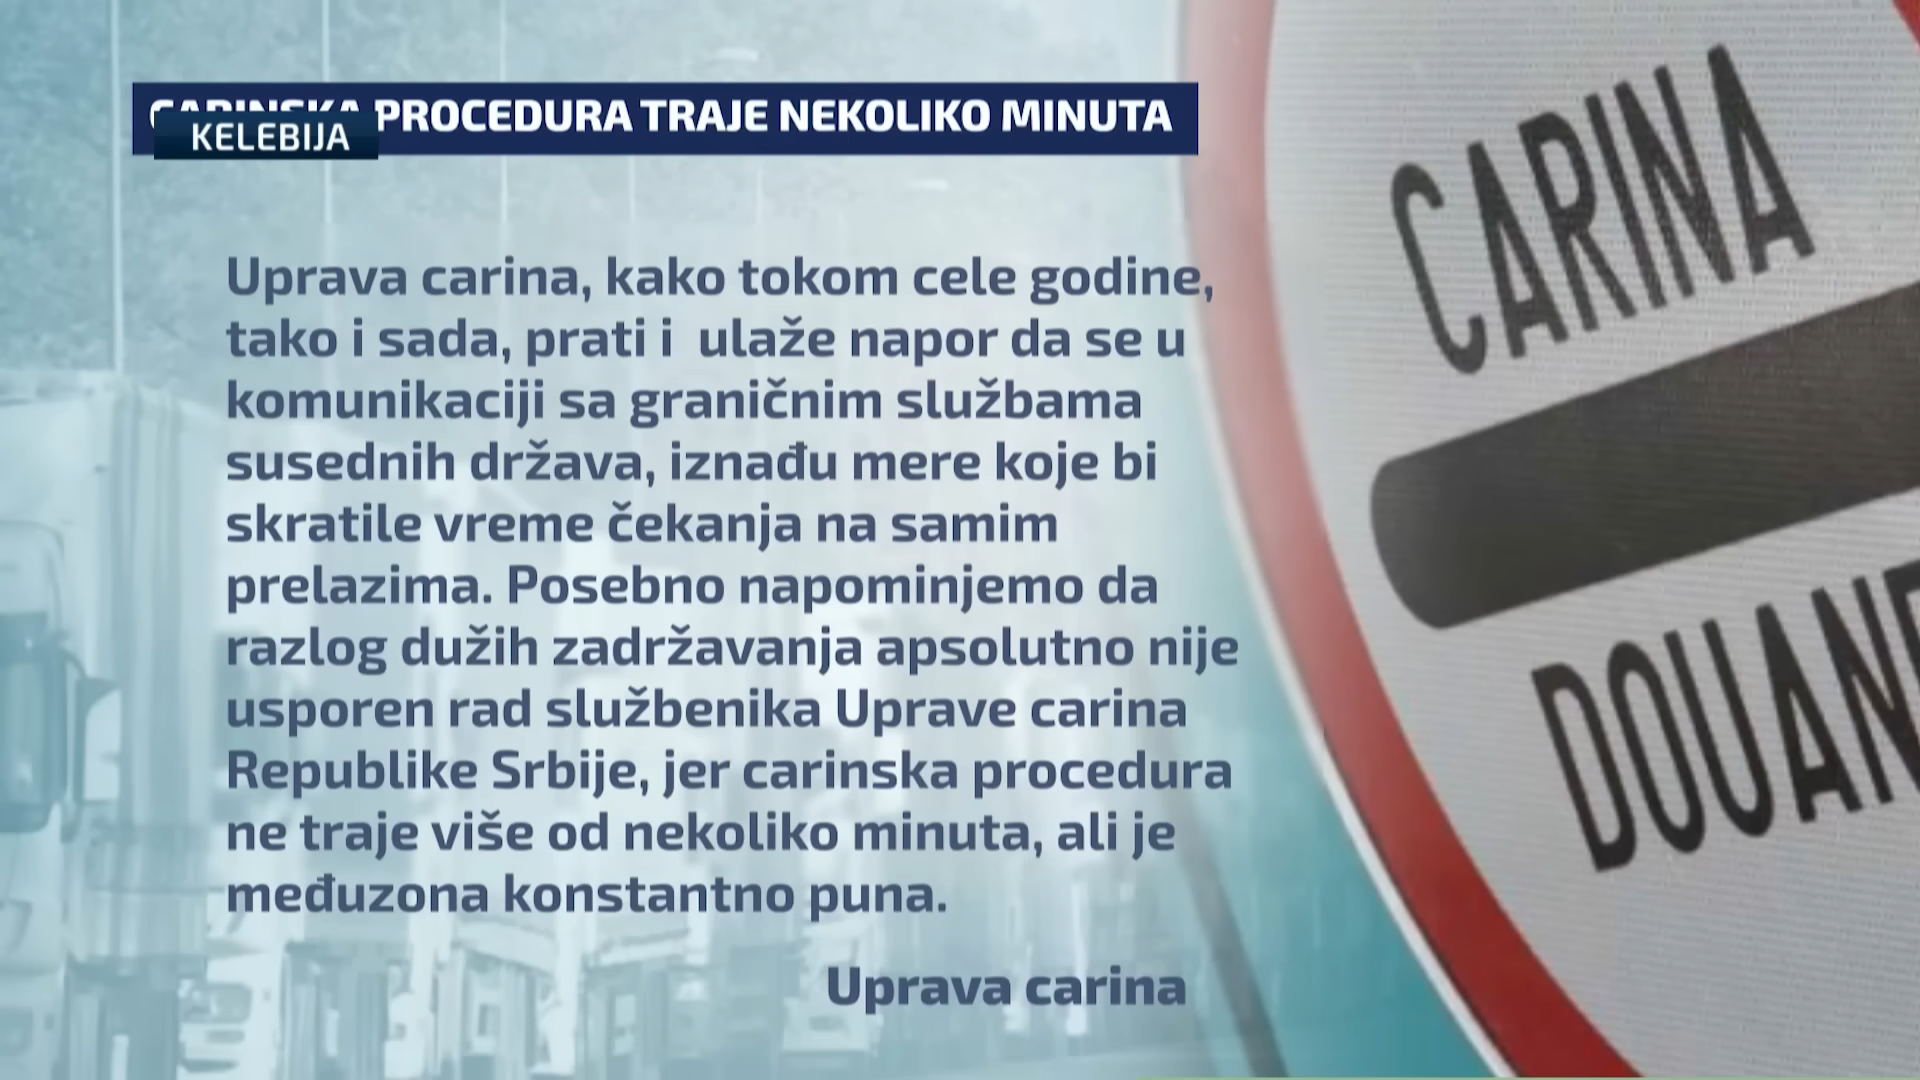 CARINSKA PROCEDURA TRAJE NEKOLIKO MINUTA
KELEBIJA
Uprava carina, kako tokom cele godine,
tako i sada, prati i ulaže napor da se u
komunikaciji sa graničnim službama
susednih država, iznađu mere koje bi
skratile vreme čekanja na samim
prelazima. Posebno napominjemo da
razlog dužih zadržavanja apsolutno nije
usporen rad službenika Uprave carina
Republike Srbije, jer carinska procedura
ne traje više od nekoliko minuta, ali je
međuzona konstantno puna.
Uprava carina
CARINA
DOUANE